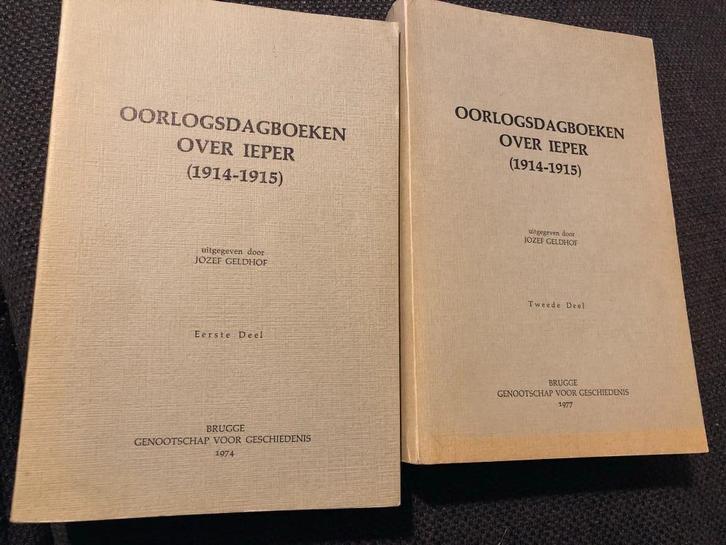 OORLOGSDAGBOEKEN
OVER IEPER
(1914-1915)
uitgegeven door
JOZEF GELDHOF
Eerste Deel
BRUGGE
GENOOTSCHAP VOOR GESCHIEDENIS
1974
OORLOGSDAGBOEKEN
OVER IEPER
(1914-1915)
uitgegeven door
JOZEF GELDHOF
Tweede Deel
BRUGGE
GENOOTSCHAP VOOR GESCHIEDENIS
1977